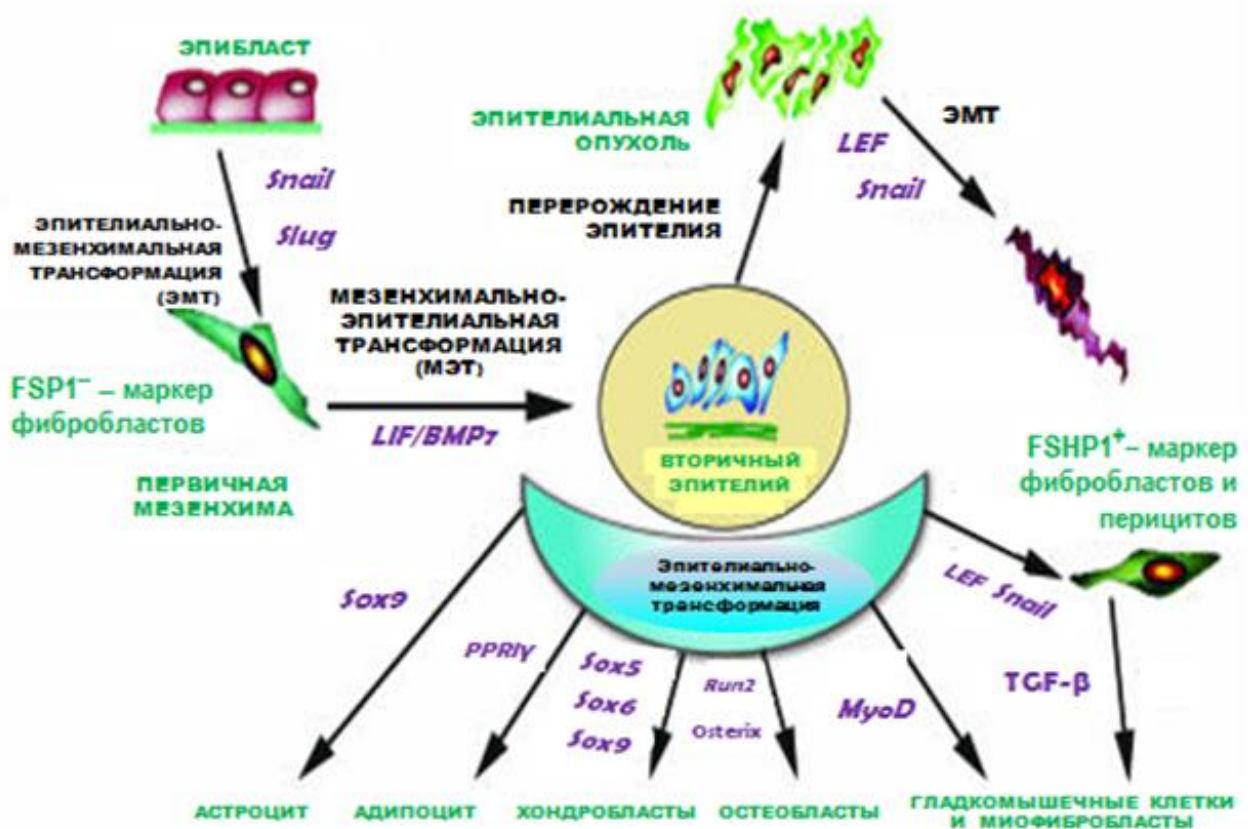 ЭПИБЛАСТ
Snail
Slug
ЭПИТЕЛИАЛЬНО-
МЕЗЕНХИМАЛЬНАЯ
ТРАНСФОРМАЦИЯ
(ЭМТ)
FSP1⁻ – маркер
фибробластов
ПЕРВИЧНАЯ
МЕЗЕНХИМА
МЕЗЕНХИМАЛЬНО-
ЭПИТЕЛИАЛЬНАЯ
ТРАНСФОРМАЦИЯ
(МЭТ)
LIF/BMP7
ЭПИТЕЛИАЛЬНАЯ
ОПУХОЛЬ
ПЕРЕРОЖДЕНИЕ
ЭПИТЕЛИЯ
ЭМТ
LEF
Snail
ВТОРИЧНЫЙ
ЭПИТЕЛИЙ
Эпителиально-
мезенхимальная
трансформация
FSHP1⁺– маркер
фибробластов и
перицитов
LEF Snail
TGF-β
Sox9
PPRIγ
Sox5
Sox6
Sox9
Run2
Osterix
MyoD
АСТРОЦИТ
АДИПОЦИТ
ХОНДРОБЛАСТЫ
ОСТЕОБЛАСТЫ
ГЛАДКОМЫШЕЧНЫЕ КЛЕТКИ
И МИОФИБРОБЛАСТЫ